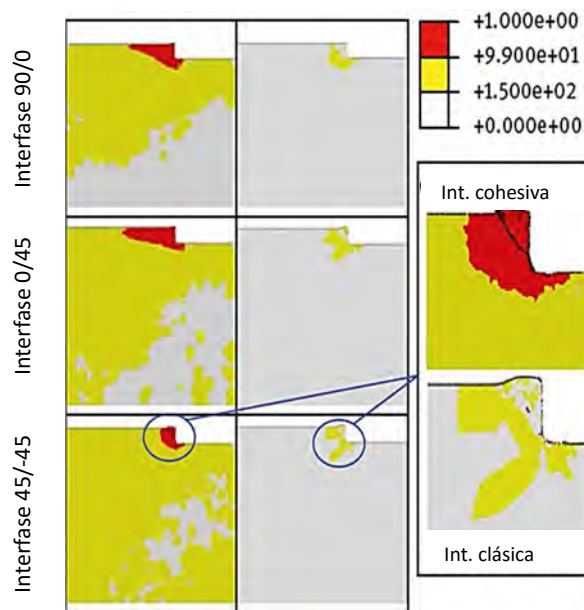 Interfase 90/0
Interfase 0/45
Interfase 45/-45
+1.000e+00
+9.900e+01
+1.500e+02
+0.000e+00
Int. cohesiva
Int. clásica